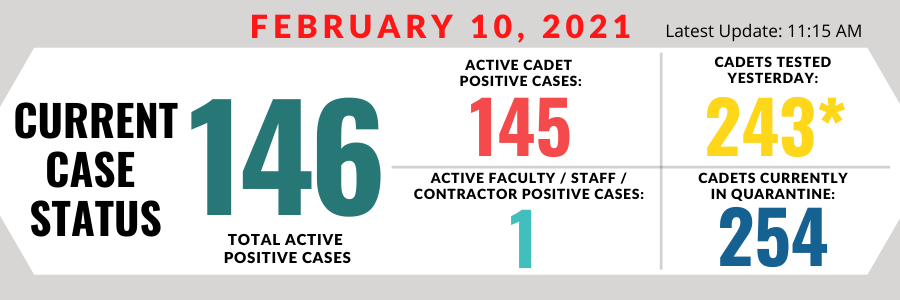 FEBRUARY 10, 2021
Latest Update: 11:15 AM
CURRENT
CASE
STATUS
146
TOTAL ACTIVE
POSITIVE CASES
ACTIVE CADET
POSITIVE CASES:
145
CADETS TESTED
YESTERDAY:
243*
ACTIVE FACULTY / STAFF /
CONTRACTOR POSITIVE CASES:
1
CADETS CURRENTLY
IN QUARANTINE:
254